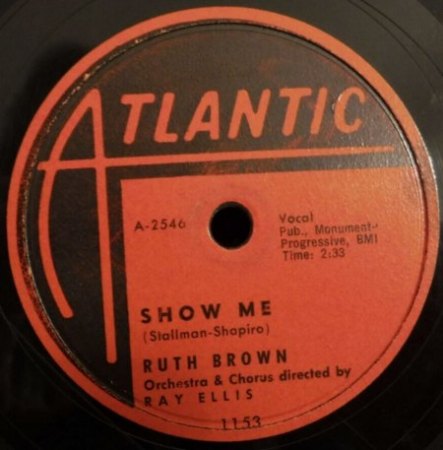 ATLANTIC
A-2546
Vocal
Pub., Monument-
Progressive, BMI
Time: 2:33
SHOW ME
(Stallman-Shapiro)
RUTH BROWN
Orchestra & Chorus directed by
RAY ELLIS
1153